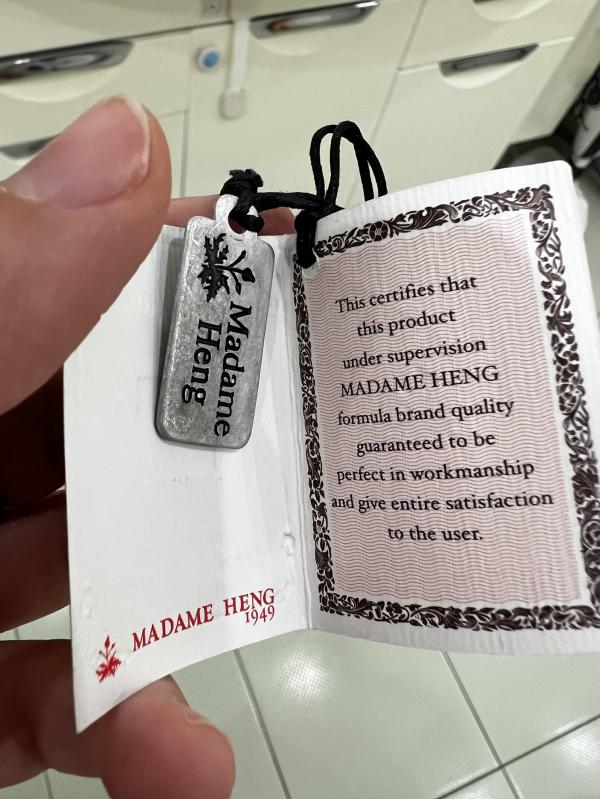 Madame
Heng
MADAME HENG
1949
This certifies that
this product
under supervision
MADAME HENG
formula brand quality
guaranteed to be
perfect in workmanship
and give entire satisfaction
to the user.